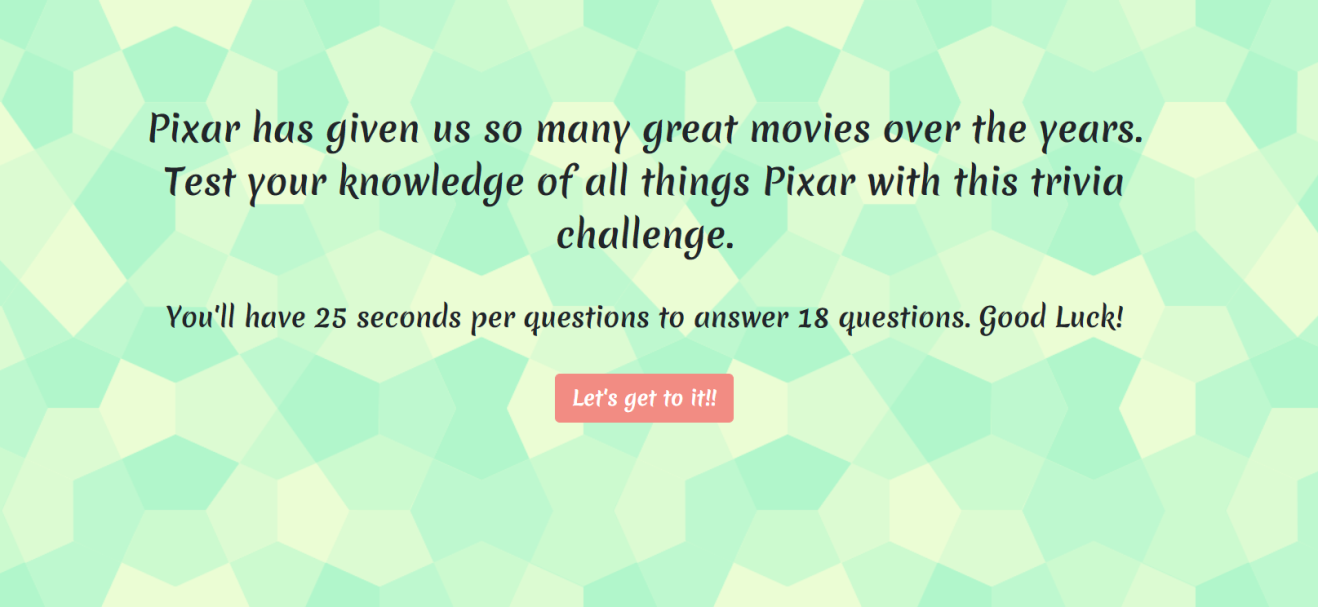 Pixar has given us so many great movies over the years.
Test your knowledge of all things Pixar with this trivia
challenge.
You'll have 25 seconds per questions to answer 18 questions. Good Luck!
Let's get to it!!